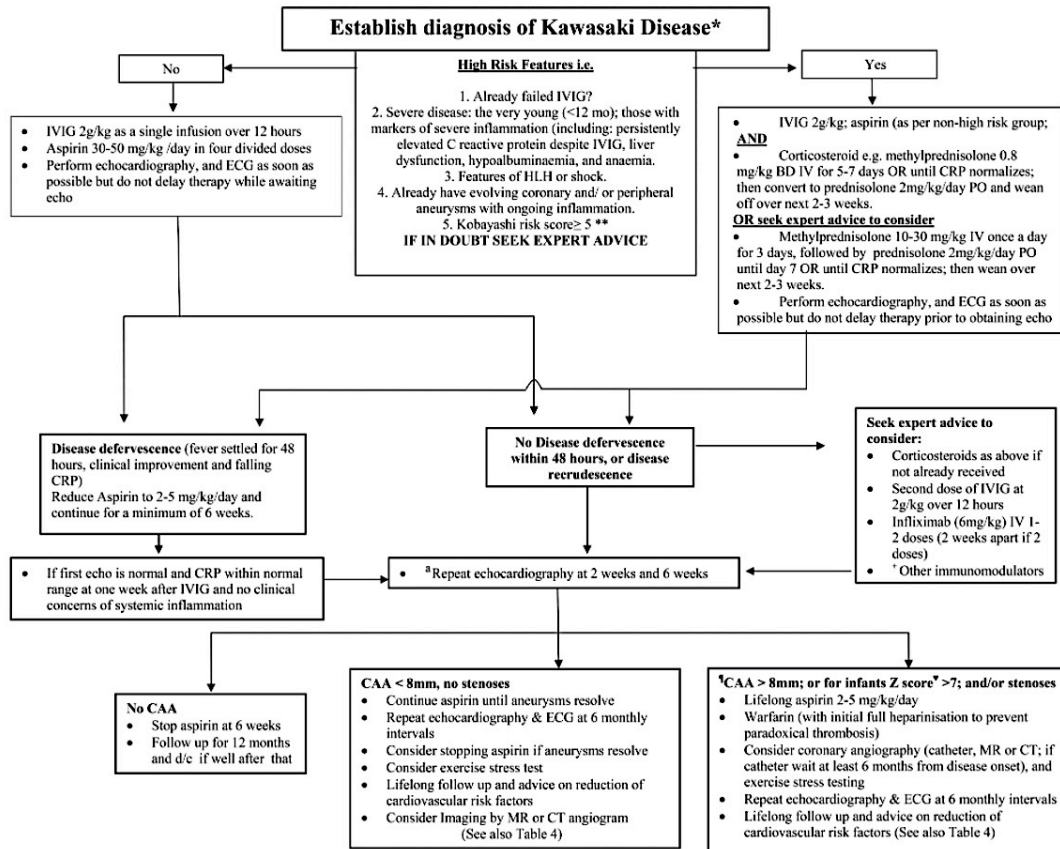 Establish diagnosis of Kawasaki Disease*
No
High Risk Features i.e.
1. Already failed IVIG?
2. Severe disease: the very young (<12 mo); those with
markers of severe inflammation (including: persistently
elevated C reactive protein despite IVIG, liver
dysfunction, hypoalbuminaemia, and anaemia.
3. Features of HLH or shock.
4. Already have evolving coronary and/ or peripheral
aneurysms with ongoing inflammation.
5. Kobayashi risk score≥ 5 **
IF IN DOUBT SEEK EXPERT ADVICE
Yes
• IVIG 2g/kg as a single infusion over 12 hours
• Aspirin 30-50 mg/kg /day in four divided doses
• Perform echocardiography, and ECG as soon as
possible but do not delay therapy while awaiting
echo
• IVIG 2g/kg; aspirin (as per non-high risk group;
AND
• Corticosteroid e.g. methylprednisolone 0.8
mg/kg BD IV for 5-7 days OR until CRP normalizes;
then convert to prednisolone 2mg/kg/day PO and wean
off over next 2-3 weeks.
OR seek expert advice to consider
• Methylprednisolone 10-30 mg/kg IV once a day
for 3 days, followed by prednisolone 2mg/kg/day PO
until day 7 OR until CRP normalizes; then wean over
next 2-3 weeks.
• Perform echocardiography, and ECG as soon as
possible but do not delay therapy prior to obtaining echo
Disease defervescence (fever settled for 48
hours, clinical improvement and falling
CRP)
Reduce Aspirin to 2-5 mg/kg/day and
continue for a minimum of 6 weeks.
No Disease defervescence
within 48 hours, or disease
recrudescence
Seek expert advice to
consider:
• Corticosteroids as above if
not already received
• Second dose of IVIG at
2g/kg over 12 hours
• Infliximab (6mg/kg) IV 1-
2 doses (2 weeks apart if 2
doses)
• + Other immunomodulators
• If first echo is normal and CRP within normal
range at one week after IVIG and no clinical
concerns of systemic inflammation
• a Repeat echocardiography at 2 weeks and 6 weeks
No CAA
• Stop aspirin at 6 weeks
• Follow up for 12 months
and d/c if well after that
CAA < 8mm, no stenoses
• Continue aspirin until aneurysms resolve
• Repeat echocardiography & ECG at 6 monthly
intervals
• Consider stopping aspirin if aneurysms resolve
• Consider exercise stress test
• Lifelong follow up and advice on reduction of
cardiovascular risk factors
• Consider Imaging by MR or CT angiogram
(See also Table 4)
¶CAA > 8mm; or for infants Z score▼ >7; and/or stenoses
• Lifelong aspirin 2-5 mg/kg/day
• Warfarin (with initial full heparinisation to prevent
paradoxical thrombosis)
• Consider coronary angiography (catheter, MR or CT; if
catheter wait at least 6 months from disease onset), and
exercise stress testing
• Repeat echocardiography & ECG at 6 monthly intervals
• Lifelong follow up and advice on reduction of
cardiovascular risk factors (See also Table 4)